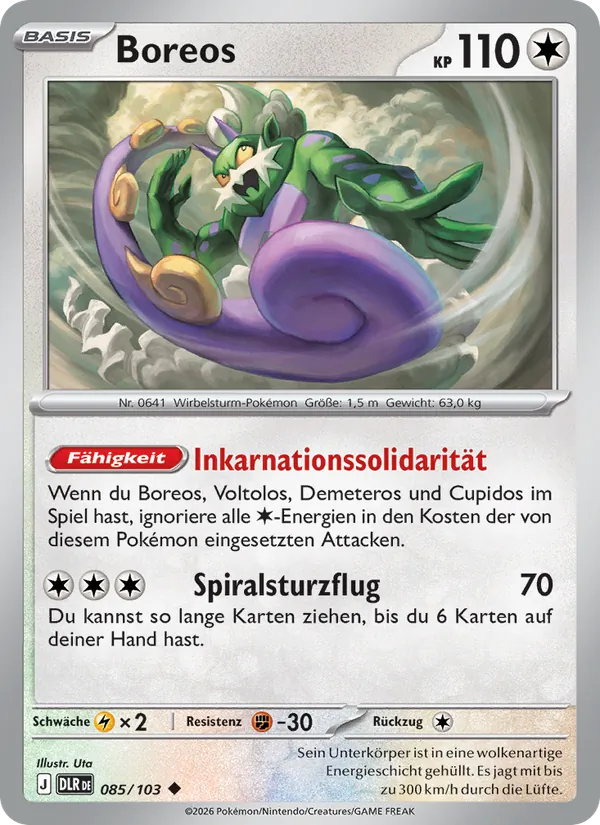 BASIS
Boreos
KP 110
Nr. 0641 Wirbelsturm-Pokémon Größe: 1,5 m Gewicht: 63,0 kg
Fähigkeit Inkarnationssolidarität
Wenn du Boreos, Voltolos, Demeteros und Cupidos im
Spiel hast, ignoriere alle -Energien in den Kosten der von
diesem Pokémon eingesetzten Attacken.
Spiralsturzflug 70
Du kannst so lange Karten ziehen, bis du 6 Karten auf
deiner Hand hast.
Schwäche ×2 Resistenz -30 Rückzug
Illustr. Uta
Sein Unterkörper ist in eine wolkenartige
Energieschicht gehüllt. Es jagt mit bis
zu 300 km/h durch die Lüfte.
J DLR DE 085/103
©2026 Pokémon/Nintendo/Creatures/GAME FREAK